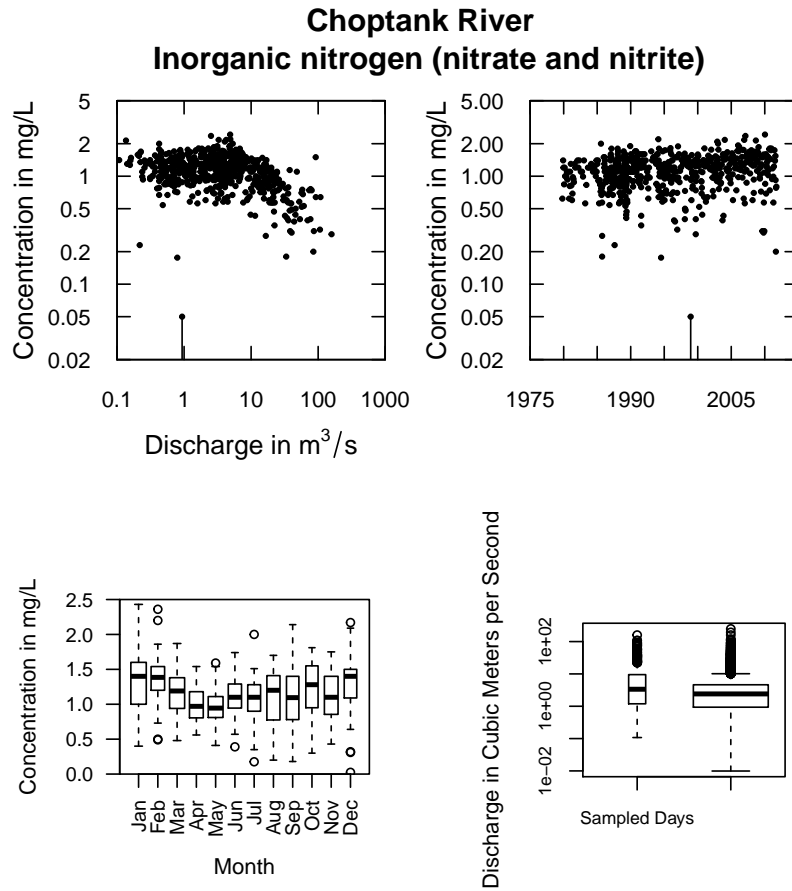 Choptank River
Inorganic nitrogen (nitrate and nitrite)
Concentration in mg/L
5
2
1
0.5
0.2
0.1
0.05
0.02
0.1 1 10 100 1000
Discharge in m³/s
Concentration in mg/L
5.00
2.00
1.00
0.50
0.20
0.10
0.05
0.02
1975 1990 2005
Concentration in mg/L
2.5
2.0
1.5
1.0
0.5
0.0
Jan Feb Mar Apr May Jun Jul Aug Sep Oct Nov Dec
Month
Discharge in Cubic Meters per Second
1e+02
1e+00
1e−02
Sampled Days